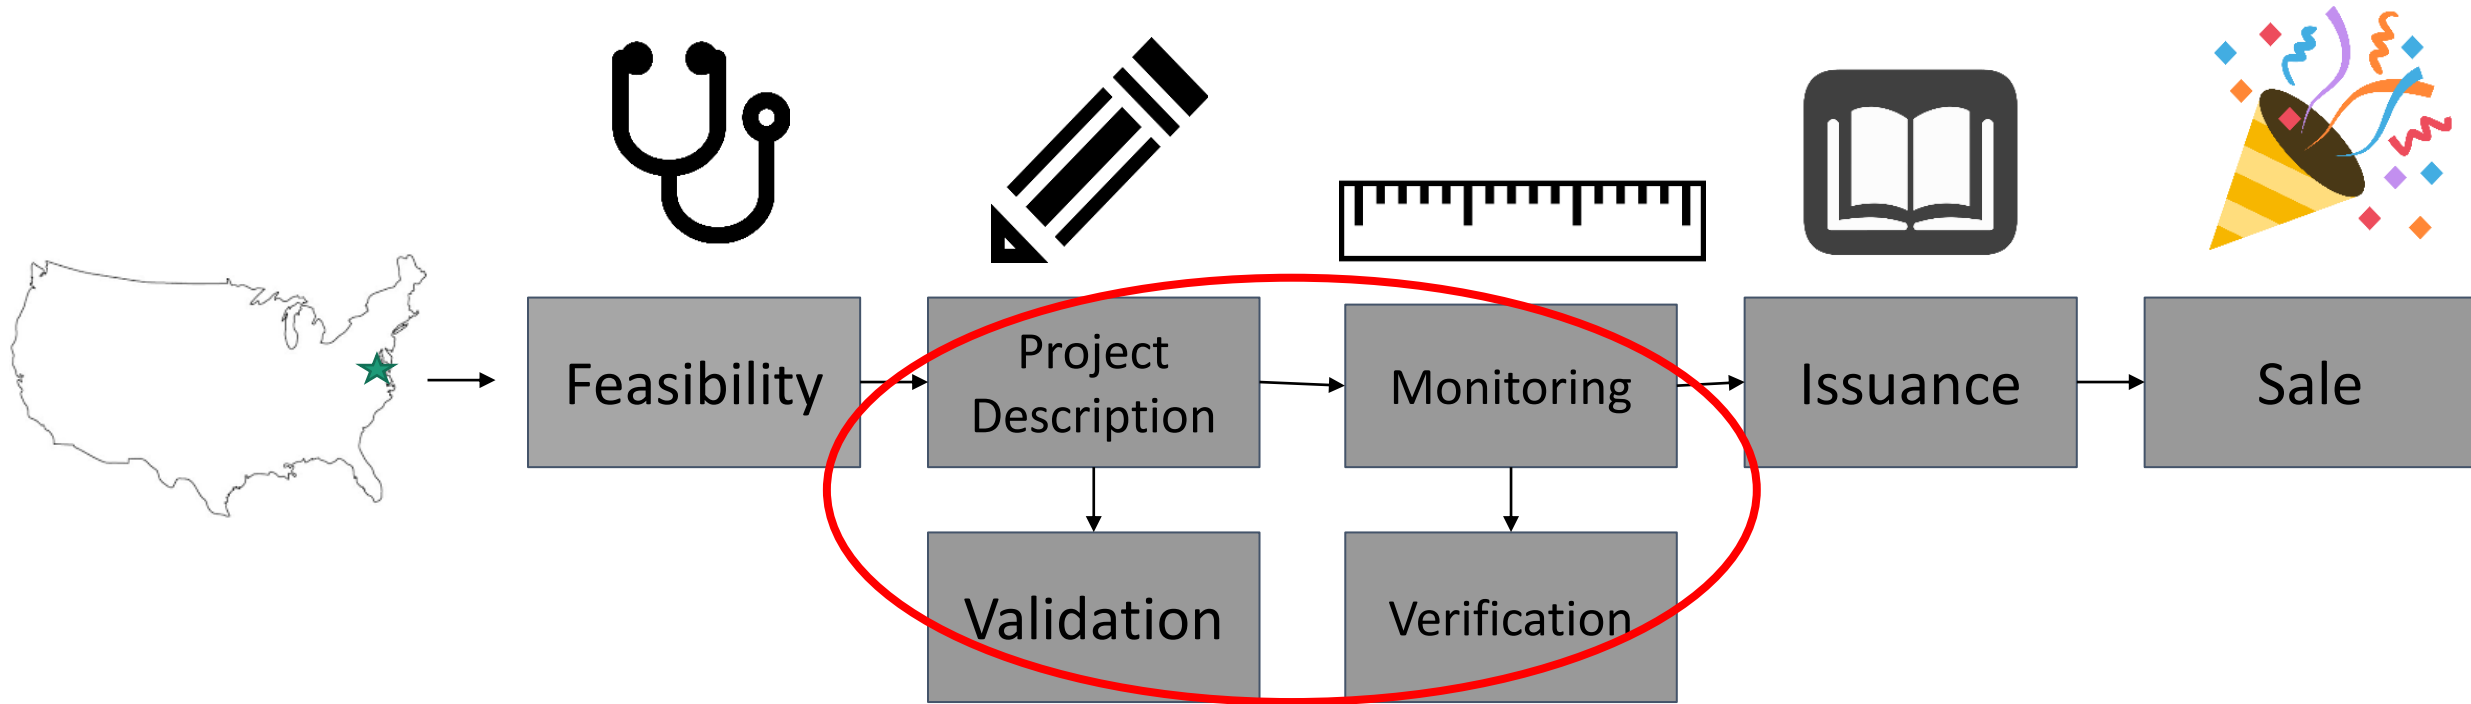 Feasibility
Project
Description
Monitoring
Issuance
Sale
Validation
Verification